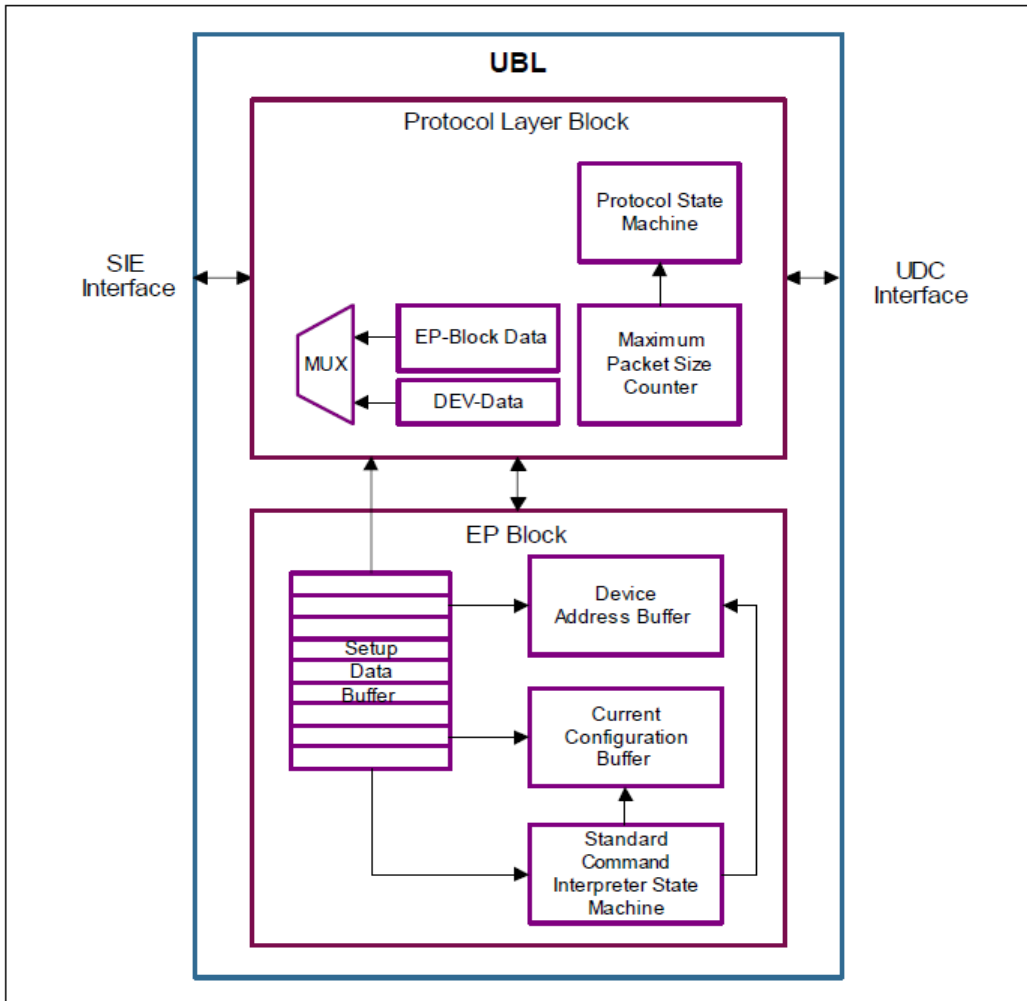 UBL
Protocol Layer Block
Protocol State
Machine
SIE
Interface
UDC
Interface
MUX
EP-Block Data
DEV-Data
Maximum
Packet Size
Counter
EP Block
Setup
Data
Buffer
Device
Address Buffer
Current
Configuration
Buffer
Standard
Command
Interpreter State
Machine